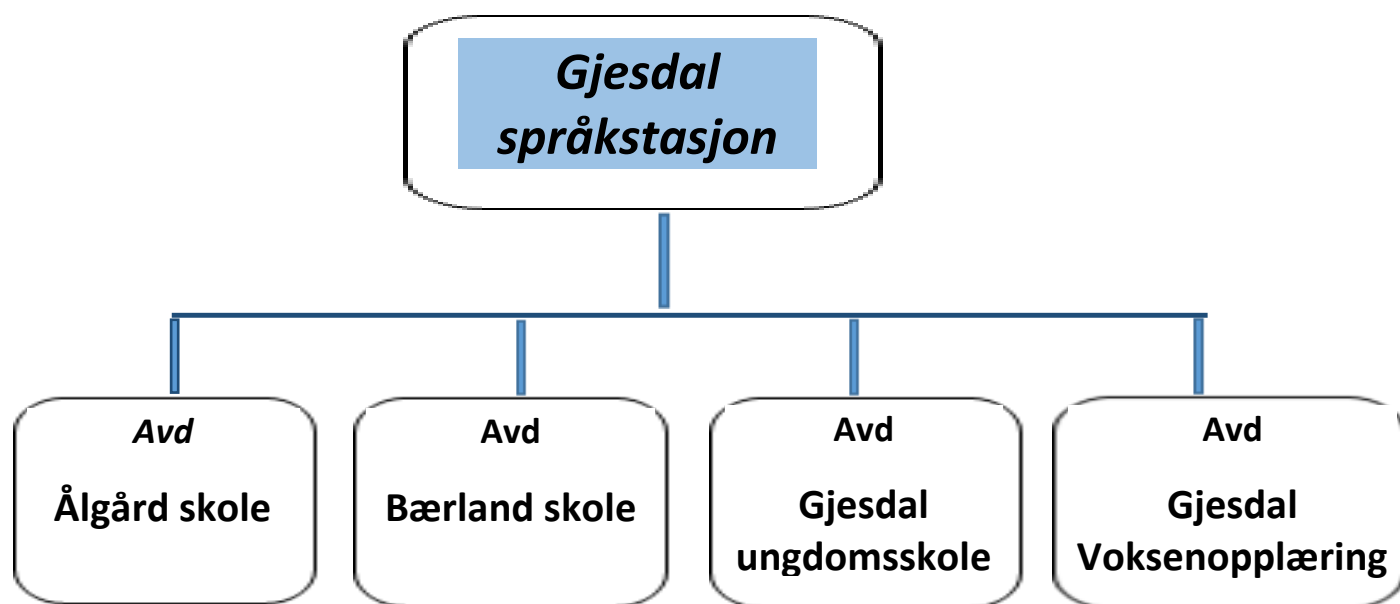 Gjesdal
språkstasjon
Avd
Ålgård skole
Avd
Bærland skole
Avd
Gjesdal
ungdomsskole
Avd
Gjesdal
Voksenopplæring